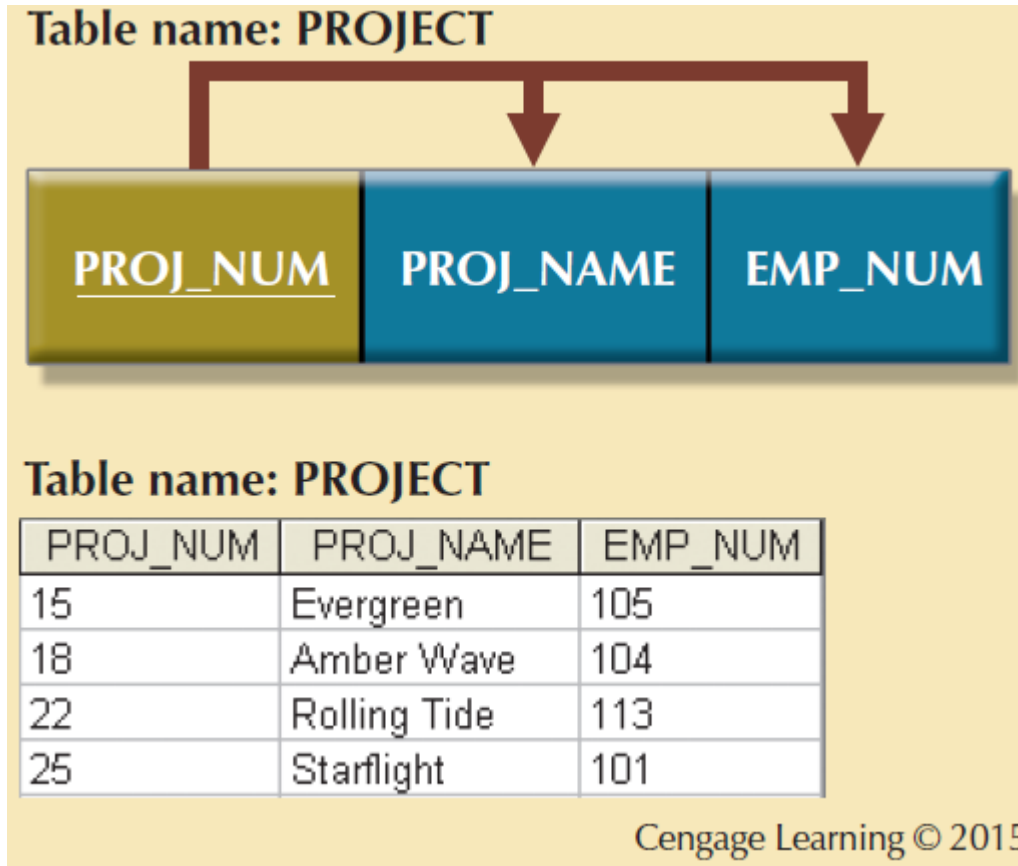 Table name: PROJECT
PROJ_NUM PROJ_NAME EMP_NUM
Table name: PROJECT
PROJ_NUM PROJ_NAME EMP_NUM
15 Evergreen 105
18 Amber Wave 104
22 Rolling Tide 113
25 Starflight 101
Cengage Learning © 2015